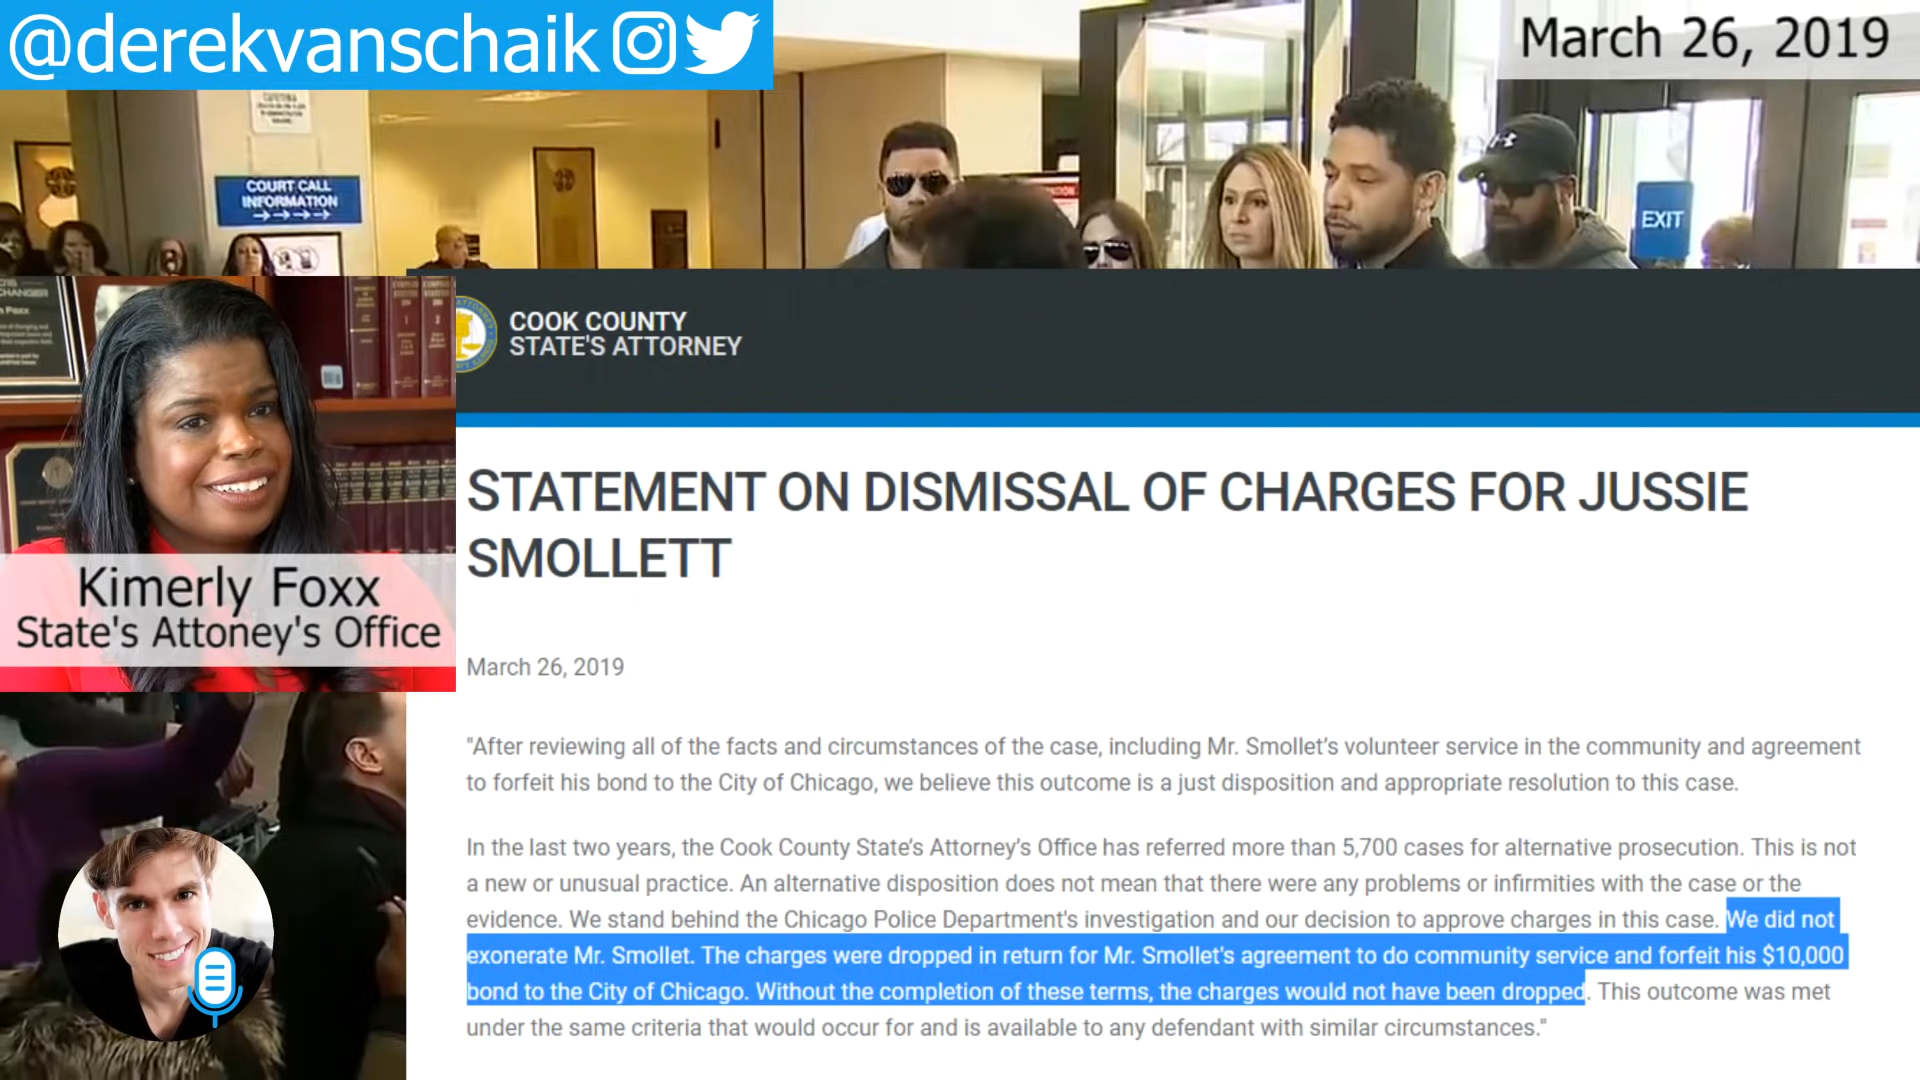 @derekvanschaik
March 26, 2019
COURT CALL
INFORMATION
EXIT
CHANGER
COOK COUNTY
STATE'S ATTORNEY
STATEMENT ON DISMISSAL OF CHARGES FOR JUSSIE
SMOLLETT
Kimerly Foxx
State's Attoney's Office
March 26, 2019
"After reviewing all of the facts and circumstances of the case, including Mr. Smollet’s volunteer service in the community and agreement
to forfeit his bond to the City of Chicago, we believe this outcome is a just disposition and appropriate resolution to this case.
In the last two years, the Cook County State’s Attorney’s Office has referred more than 5,700 cases for alternative prosecution. This is not
a new or unusual practice. An alternative disposition does not mean that there were any problems or infirmities with the case or the
evidence. We stand behind the Chicago Police Department's investigation and our decision to approve charges in this case. We did not
exonerate Mr. Smollet. The charges were dropped in return for Mr. Smollet's agreement to do community service and forfeit his $10,000
bond to the City of Chicago. Without the completion of these terms, the charges would not have been dropped. This outcome was met
under the same criteria that would occur for and is available to any defendant with similar circumstances."